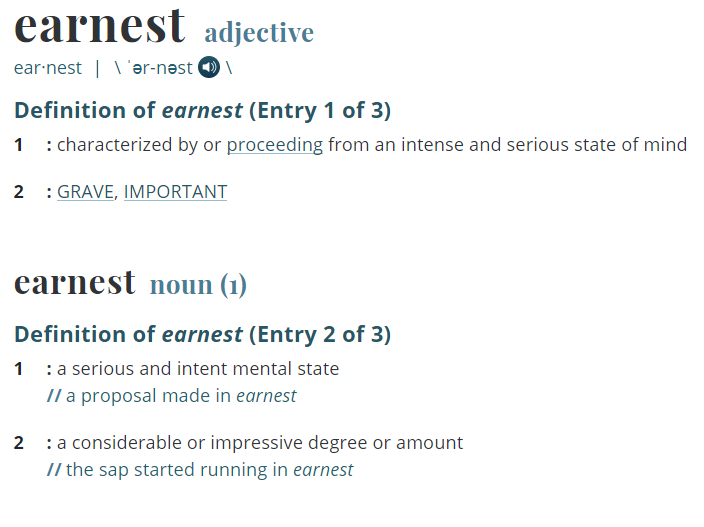 earnest adjective
ear·nest | \ ˈər-nəst \
Definition of earnest (Entry 1 of 3)
1 : characterized by or proceeding from an intense and serious state of mind
2 : GRAVE, IMPORTANT
earnest noun (1)
Definition of earnest (Entry 2 of 3)
1 : a serious and intent mental state
// a proposal made in earnest
2 : a considerable or impressive degree or amount
// the sap started running in earnest